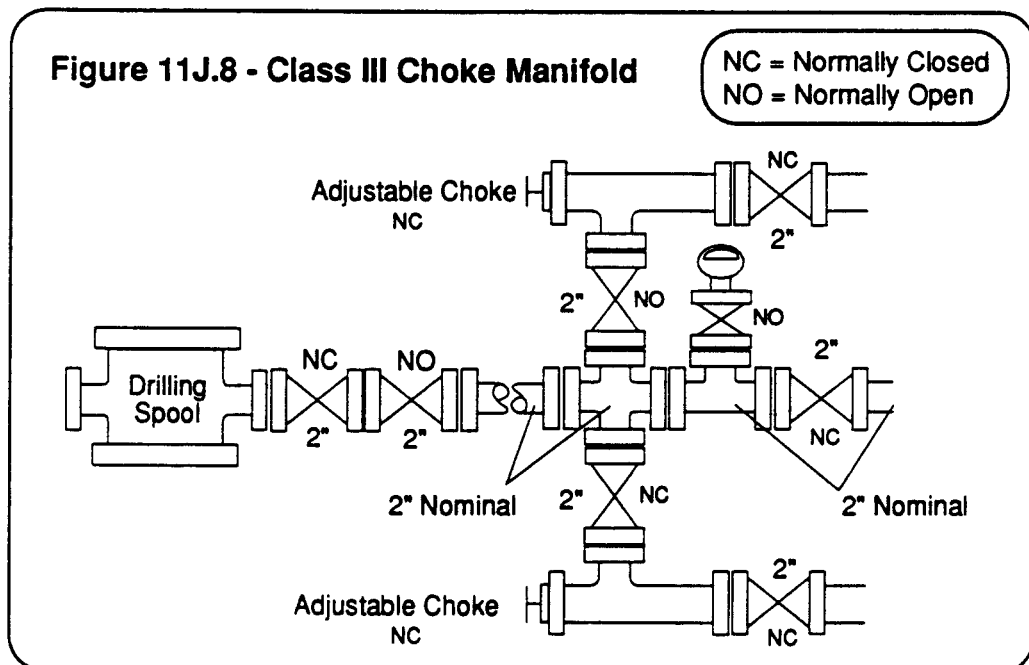 Figure 11J.8 - Class III Choke Manifold
NC = Normally Closed
NO = Normally Open
NC
Adjustable Choke
NC
2"
2"
NO
NO
2"
NC
NO
Drilling
Spool
2"
2"
NC
2" Nominal
2"
NC
2" Nominal
2"
Adjustable Choke
NC
NC